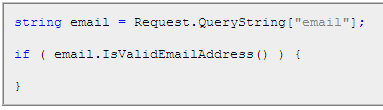 string email = Request.QueryString["email"];
if ( email.IsValidEmailAddress() ) {
}